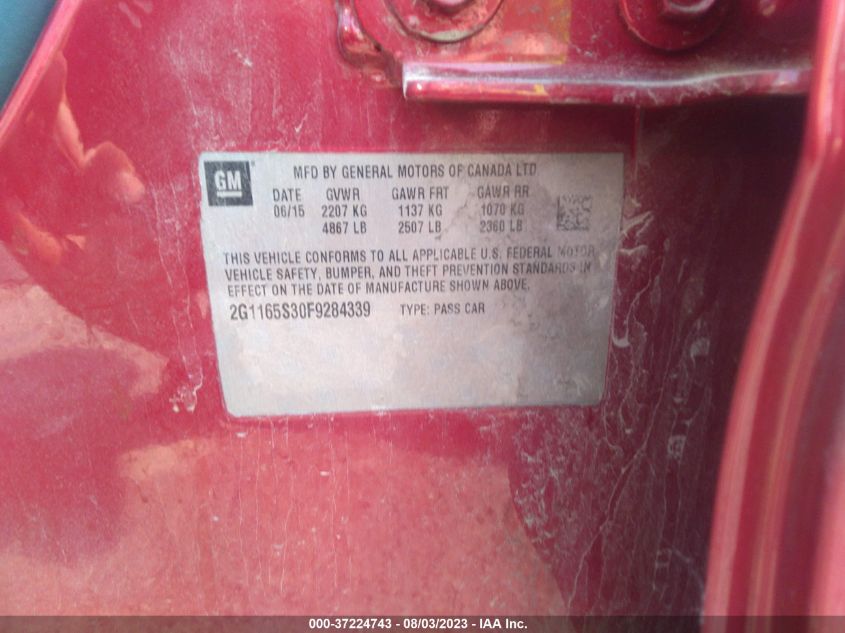 GM
MFD BY GENERAL MOTORS OF CANADA LTD
DATE GVWR GAWR FRT GAWR RR
06/15 2207 KG 1137 KG 1070 KG
4867 LB 2507 LB 2360 LB
THIS VEHICLE CONFORMS TO ALL APPLICABLE U.S. FEDERAL MOTOR
VEHICLE SAFETY, BUMPER, AND THEFT PREVENTION STANDARDS IN
EFFECT ON THE DATE OF MANUFACTURE SHOWN ABOVE.
2G1165S30F9284339 TYPE: PASS CAR
000-37224743 - 08/03/2023 - IAA Inc.